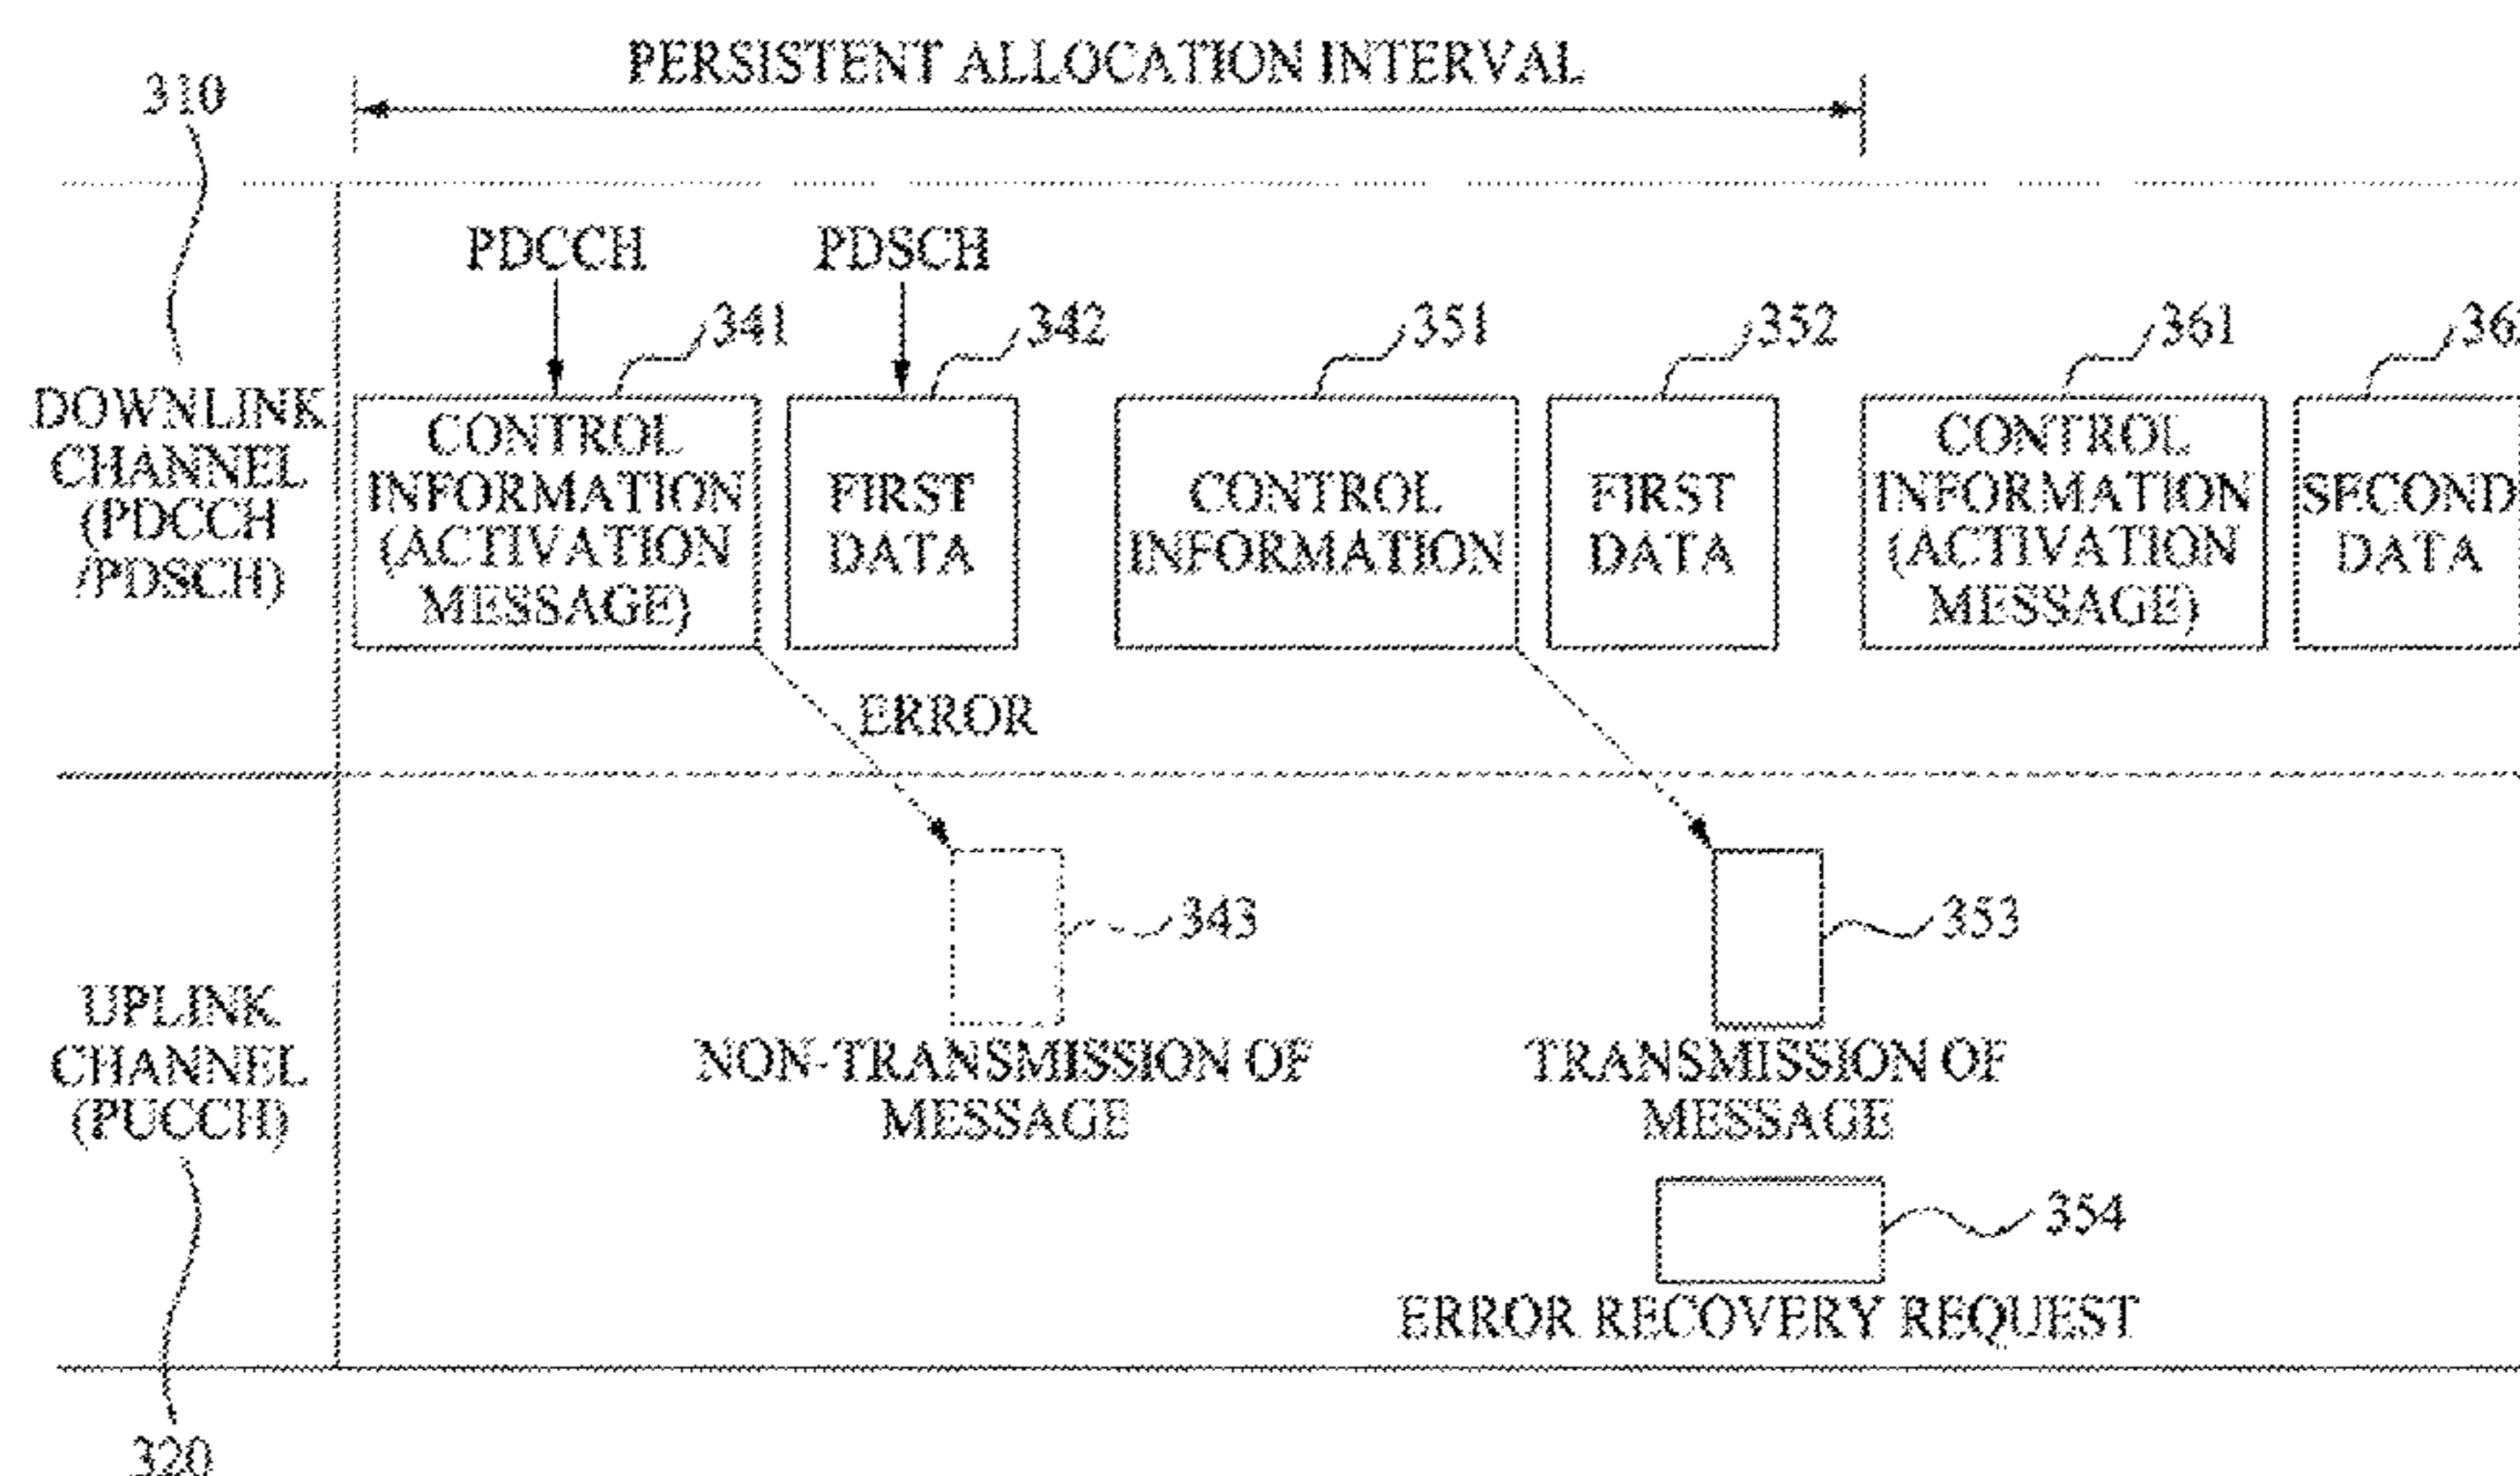 PERSISTENT ALLOCATION INTERVAL
310
PDCCH
PDSCH
341
342
351
352
361
DOWNLINK
CHANNEL
(PDCCH
/PDSCH)
CONTROL
INFORMATION
(ACTIVATION
MESSAGE)
FIRST
DATA
CONTROL
INFORMATION
FIRST
DATA
CONTROL
INFORMATION
(ACTIVATION
MESSAGE)
SECOND
DATA
ERROR
343
353
UPLINK
CHANNEL
(PUCCH)
NON-TRANSMISSION OF
MESSAGE
TRANSMISSION OF
MESSAGE
354
ERROR RECOVERY REQUEST
320